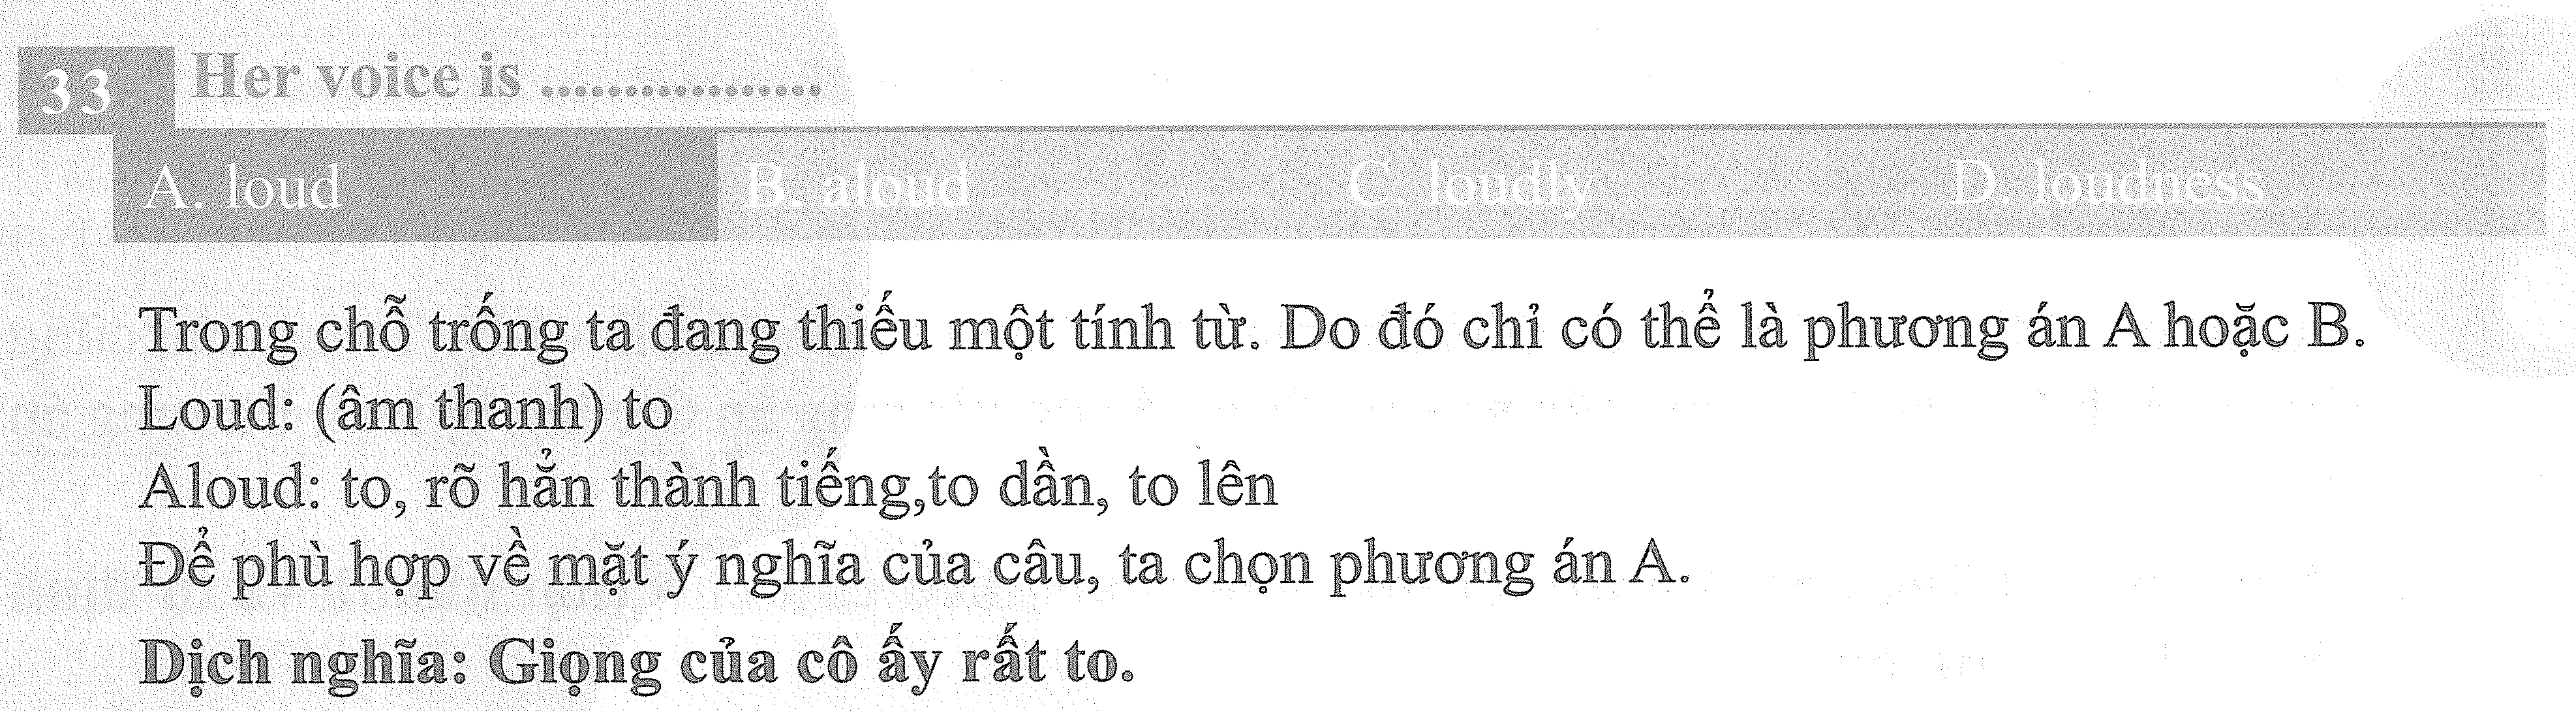 33 Her voice is .................
A. loud B. aloud C. loudly D. loudness
Trong chỗ trống ta đang thiếu một tính từ. Do đó chỉ có thể là phương án A hoặc B.
Loud: (âm thanh) to
Aloud: to, rõ hẳn thành tiếng,to dần, to lên
Để phù hợp về mặt ý nghĩa của câu, ta chọn phương án A.
Dịch nghĩa: Giọng của cô ấy rất to.